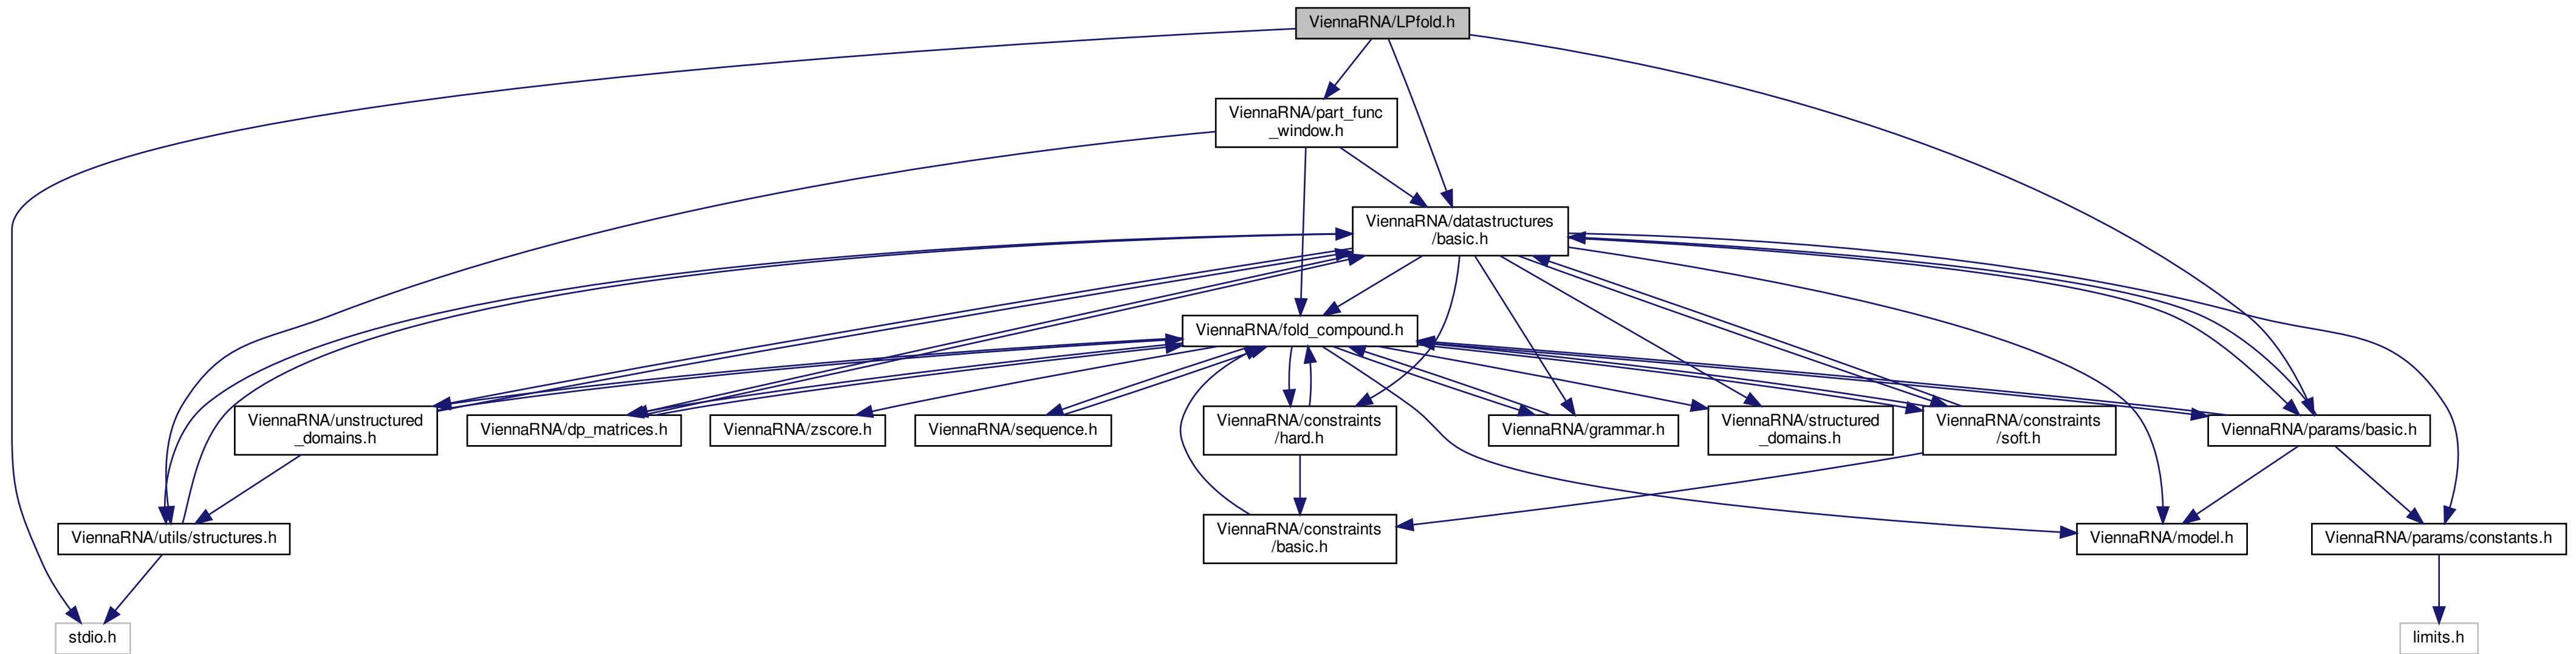 ViennaRNA/LPfold.h
ViennaRNA/part_func
_window.h
ViennaRNA/datastructures
/basic.h
ViennaRNA/fold_compound.h
ViennaRNA/unstructured
_domains.h
ViennaRNA/dp_matrices.h
ViennaRNA/zscore.h
ViennaRNA/sequence.h
ViennaRNA/constraints
/hard.h
ViennaRNA/grammar.h
ViennaRNA/structured
_domains.h
ViennaRNA/constraints
/soft.h
ViennaRNA/params/basic.h
ViennaRNA/utils/structures.h
ViennaRNA/constraints
/basic.h
ViennaRNA/model.h
ViennaRNA/params/constants.h
stdio.h
limits.h